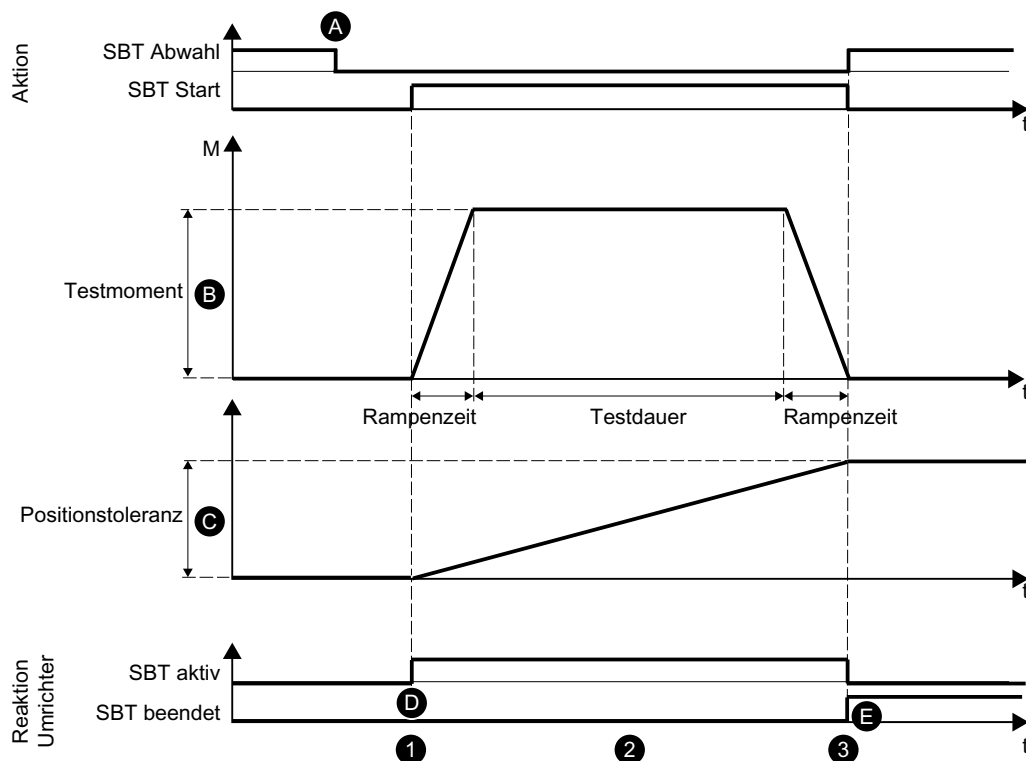 A
SBT Abwahl
SBT Start
Aktion
t
M
Testmoment B
t
Rampenzeit Testdauer Rampenzeit
Positionstoleranz C
t
Reaktion
Umrichter
SBT aktiv
D
SBT beendet
E
1 2 3
t